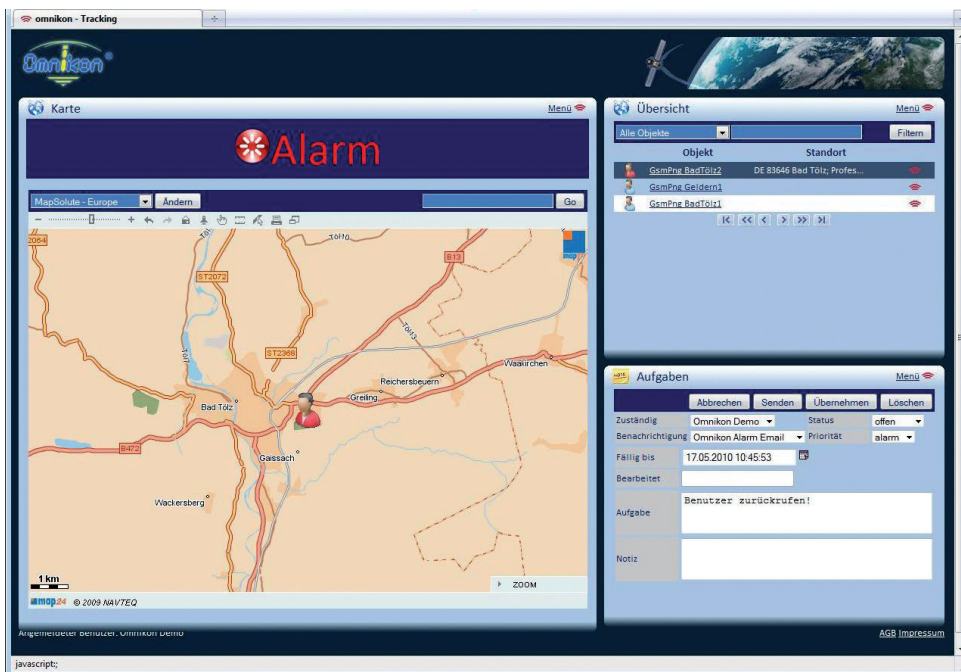 omnikon - Tracking
Omnikon®
Karte
Menü
Alarm
MapSolute - Europe
Ändern
Go
2064
Töl10
B13
ST2072
Töl7
ST2368
Töl13
Waakirchen
Reichersbeuern
Greiling
Bad Tölz
B472
Gaissach
Wackersberg
1 km
ZOOM
map24 © 2009 NAVTEQ
Übersicht
Menü
Alle Objekte
Filtern
Objekt Standort
GsmPng BadTölz2 DE 83646 Bad Tölz; Profes...
GsmPng Geldern1
GsmPng BadTölz1
Aufgaben
Menü
Abbrechen Senden Übernehmen Löschen
Zuständig Omnikon Demo Status offen
Benachrichtigung Omnikon Alarm Email Priorität alarm
Fällig bis 17.05.2010 10:45:53
Bearbeitet
Aufgabe Benutzer zurückrufen!
Notiz
Angemeldeter Benutzer: Omnikon Demo
AGB Impressum
javascript:;